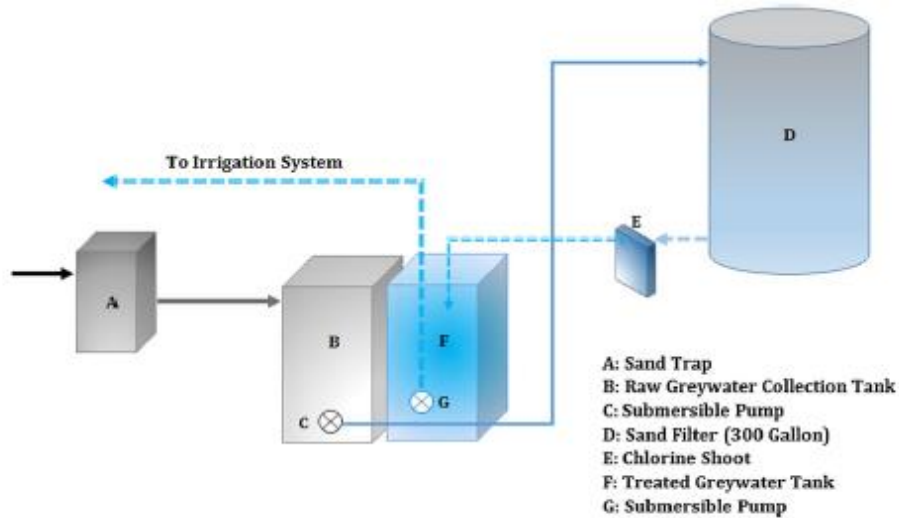 D
To Irrigation System
E
A
B
F
C
G
A: Sand Trap
B: Raw Greywater Collection Tank
C: Submersible Pump
D: Sand Filter (300 Gallon)
E: Chlorine Shoot
F: Treated Greywater Tank
G: Submersible Pump